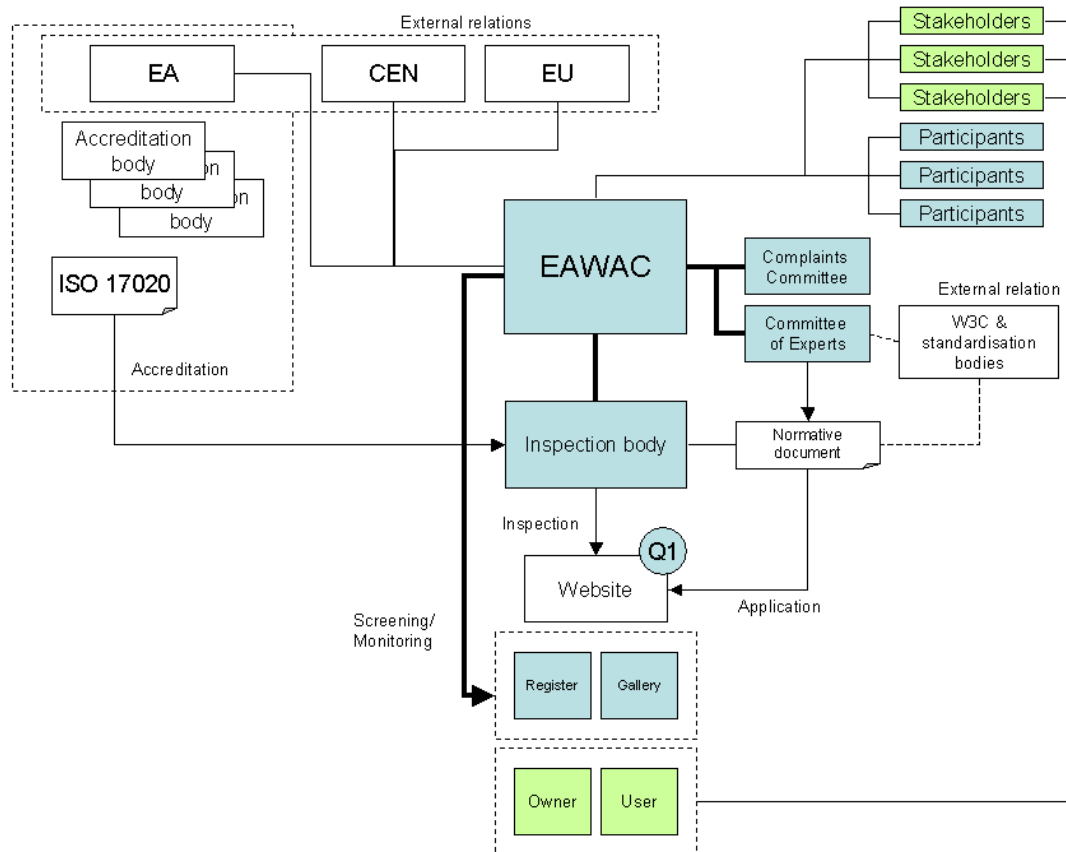 External relations
EA
CEN
EU
Stakeholders
Stakeholders
Stakeholders
Participants
Participants
Participants
Accreditation
body
on
body
on
body
ISO 17020
Accreditation
EAWAC
Complaints
Committee
Committee
of Experts
External relation
W3C &
standardisation
bodies
Inspection body
Normative
document
Inspection
Q1
Website
Application
Screening/
Monitoring
Register
Gallery
Owner
User